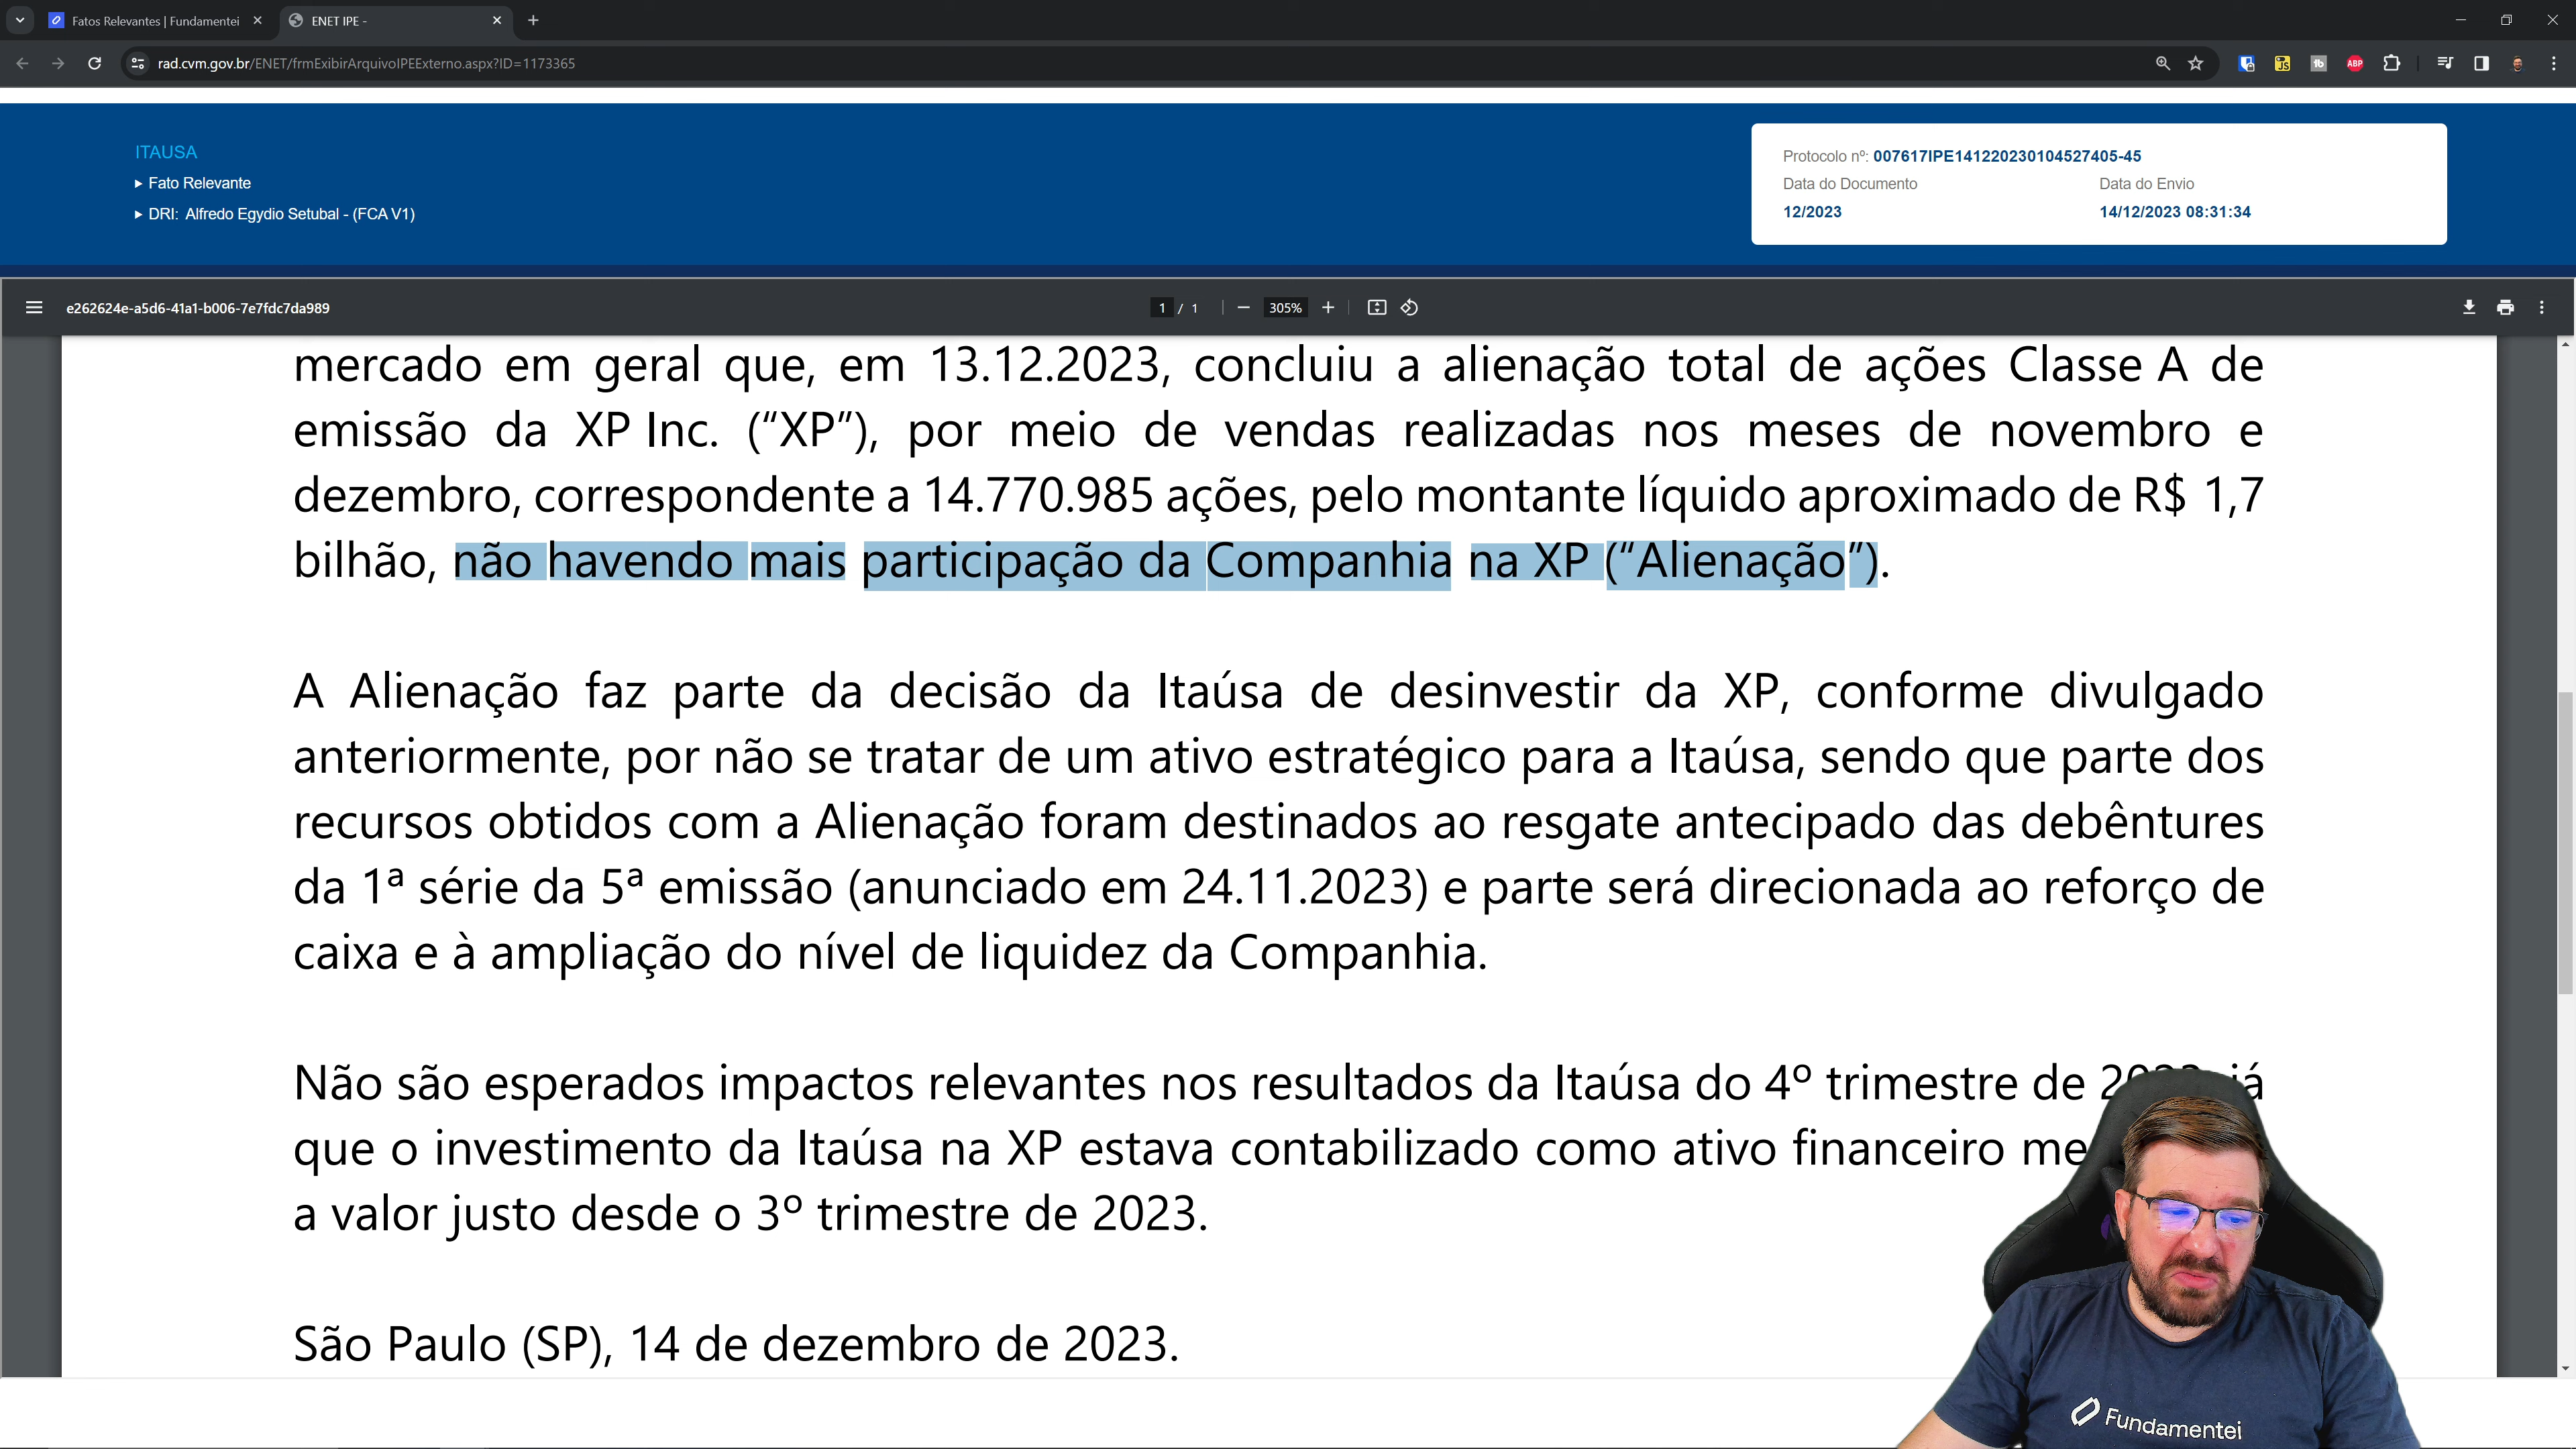 Fatos Relevantes | Fundamentei
ENET IPE -
rad.cvm.gov.br/ENET/frmExibirArquivoIPEExterno.aspx?ID=1173365
ABP
JS
ITAUSA
Fato Relevante
DRI: Alfredo Egydio Setubal - (FCA V1)
Protocolo nº: 007617IPE141220230104527405-45
Data do Documento Data do Envio
12/2023 14/12/2023 08:31:34
e262624e-a5d6-41a1-b006-7e7fdc7da989
1 / 1
305%
mercado em geral que, em 13.12.2023, concluiu a alienação total de ações Classe A de
emissão da XP Inc. (“XP”), por meio de vendas realizadas nos meses de novembro e
dezembro, correspondente a 14.770.985 ações, pelo montante líquido aproximado de R$ 1,7
bilhão, não havendo mais participação da Companhia na XP (“Alienação”).
A Alienação faz parte da decisão da Itaúsa de desinvestir da XP, conforme divulgado
anteriormente, por não se tratar de um ativo estratégico para a Itaúsa, sendo que parte dos
recursos obtidos com a Alienação foram destinados ao resgate antecipado das debêntures
da 1ª série da 5ª emissão (anunciado em 24.11.2023) e parte será direcionada ao reforço de
caixa e à ampliação do nível de liquidez da Companhia.
Não são esperados impactos relevantes nos resultados da Itaúsa do 4º trimestre de já
que o investimento da Itaúsa na XP estava contabilizado como ativo financeiro
a valor justo desde o 3º trimestre de 2023.
São Paulo (SP), 14 de dezembro de 2023.
Fundamentei